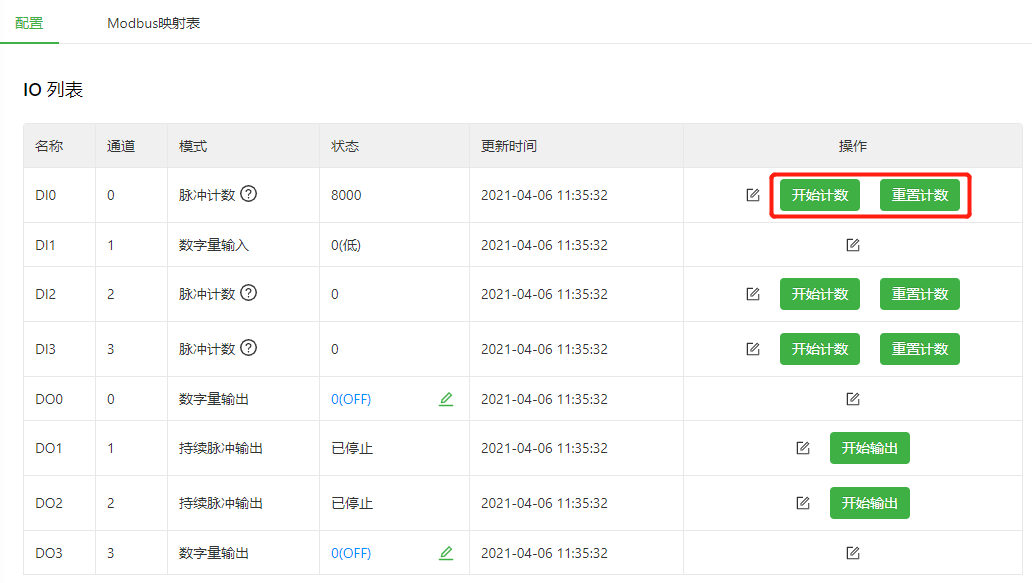 配置 Modbus映射表
IO 列表
名称 通道 模式 状态 更新时间 操作
DI0 0 脉冲计数 8000 2021-04-06 11:35:32 开始计数 重置计数
DI1 1 数字量输入 0(低) 2021-04-06 11:35:32
DI2 2 脉冲计数 0 2021-04-06 11:35:32 开始计数 重置计数
DI3 3 脉冲计数 0 2021-04-06 11:35:32 开始计数 重置计数
DO0 0 数字量输出 0(OFF) 2021-04-06 11:35:32
DO1 1 持续脉冲输出 已停止 2021-04-06 11:35:32 开始输出
DO2 2 持续脉冲输出 已停止 2021-04-06 11:35:32 开始输出
DO3 3 数字量输出 0(OFF) 2021-04-06 11:35:32